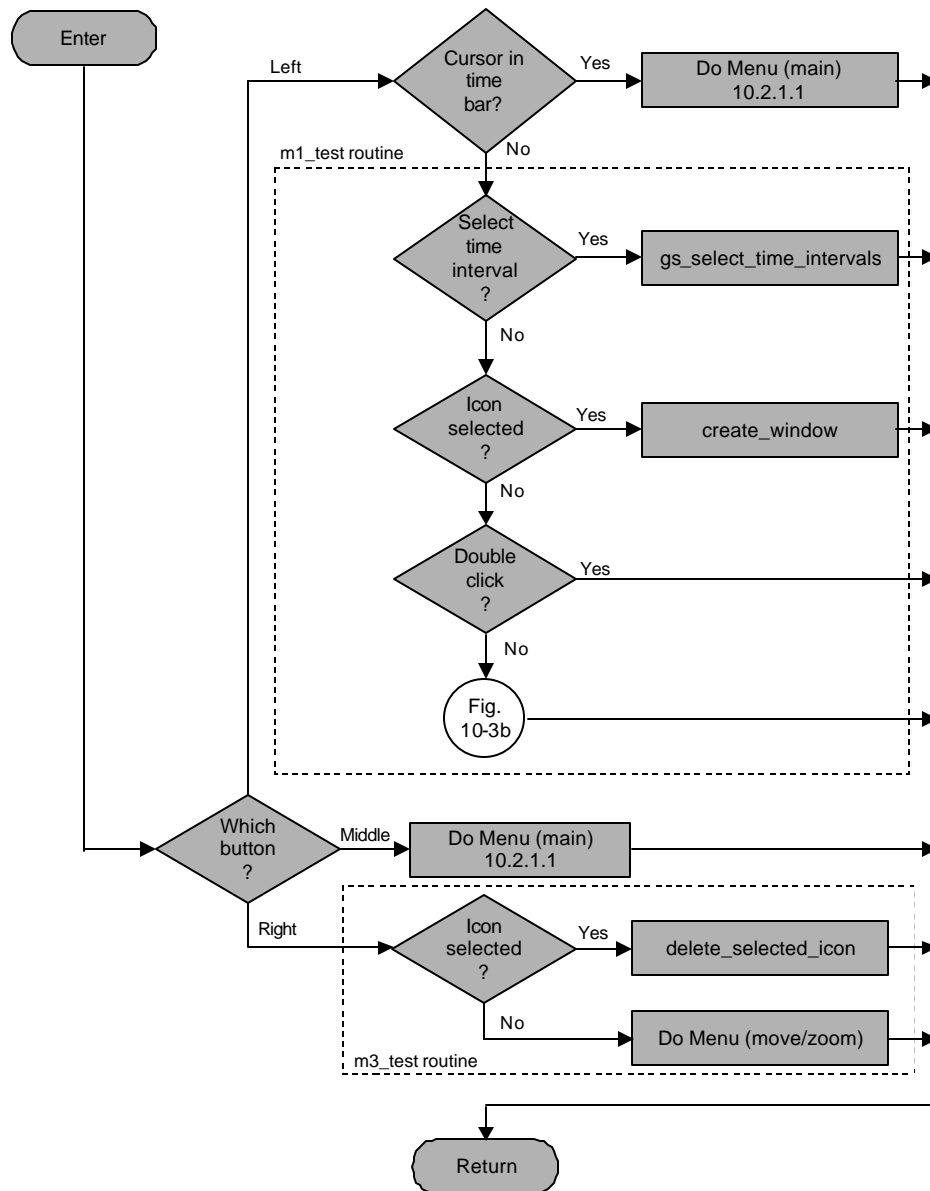 Enter
Left
Cursor in
time
bar?
Yes
Do Menu (main)
10.2.1.1
No
m1_test routine
Select
time
interval
?
Yes
gs_select_time_intervals
No
Icon
selected
?
Yes
create_window
No
Double
click
?
Yes
No
Fig.
10-3b
Which
button
?
Middle
Do Menu (main)
10.2.1.1
Right
Icon
selected
?
Yes
delete_selected_icon
No
Do Menu (move/zoom)
m3_test routine
Return